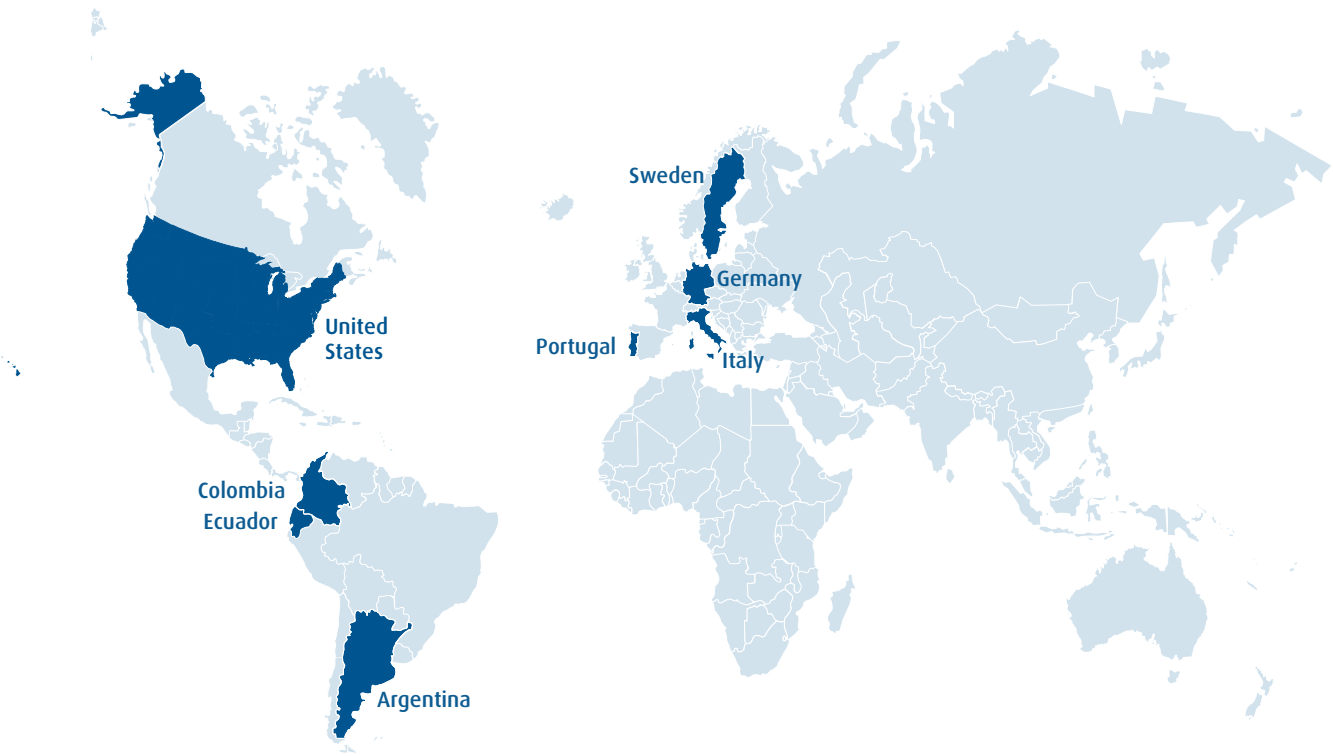 Sweden
Germany
United
States
Portugal
Italy
Colombia
Ecuador
Argentina